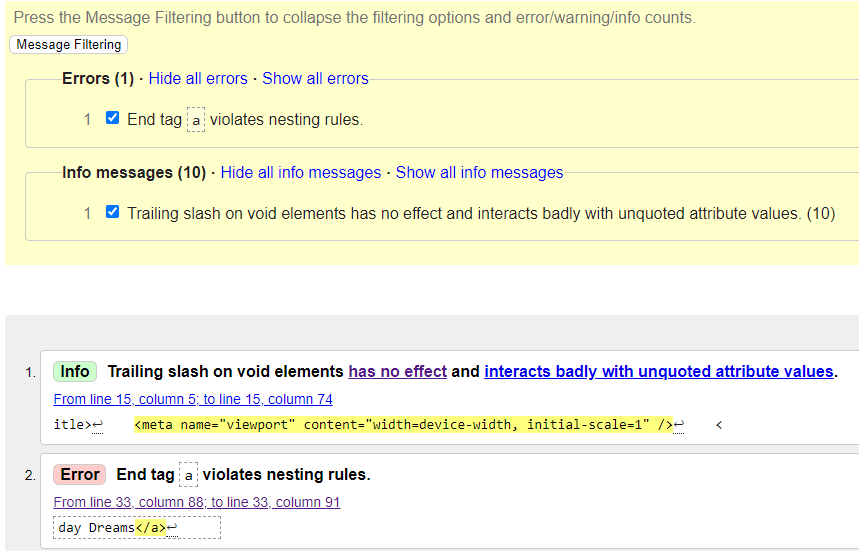 Press the Message Filtering button to collapse the filtering options and error/warning/info counts.
Message Filtering
Errors (1) · Hide all errors · Show all errors
1 End tag a violates nesting rules.
Info messages (10) · Hide all info messages · Show all info messages
1 Trailing slash on void elements has no effect and interacts badly with unquoted attribute values. (10)
1. Info Trailing slash on void elements has no effect and interacts badly with unquoted attribute values.
From line 15, column 5; to line 15, column 74
itle>↩ <meta name="viewport" content="width=device-width, initial-scale=1" />↩ <
2. Error End tag a violates nesting rules.
From line 33, column 88; to line 33, column 91
day Dreams</a>↩